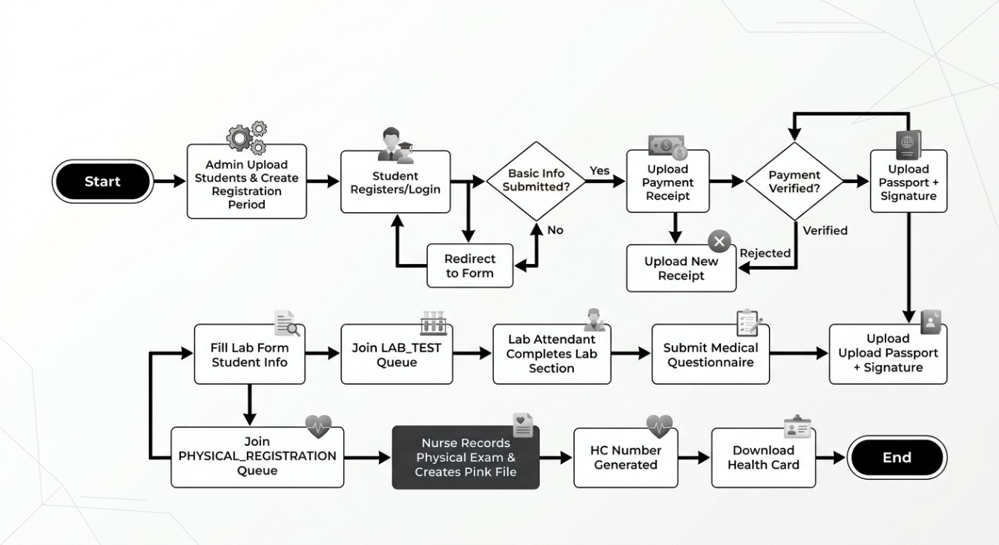 Start
Admin Upload
Students & Create
Registration
Period
Student
Registers/Login
Basic Info
Submitted?
Yes
No
Redirect
to Form
Upload
Payment
Receipt
Payment
Verified?
Verified
Rejected
Upload New
Receipt
Upload
Passport +
Signature
Fill Lab Form
Student Info
Join LAB_TEST
Queue
Lab Attendant
Completes Lab
Section
Submit Medical
Questionnaire
Upload
Upload Passport
+ Signature
Join
PHYSICAL_REGISTRATION
Queue
Nurse Records
Physical Exam &
Creates Pink File
HC Number
Generated
Download
Health Card
End